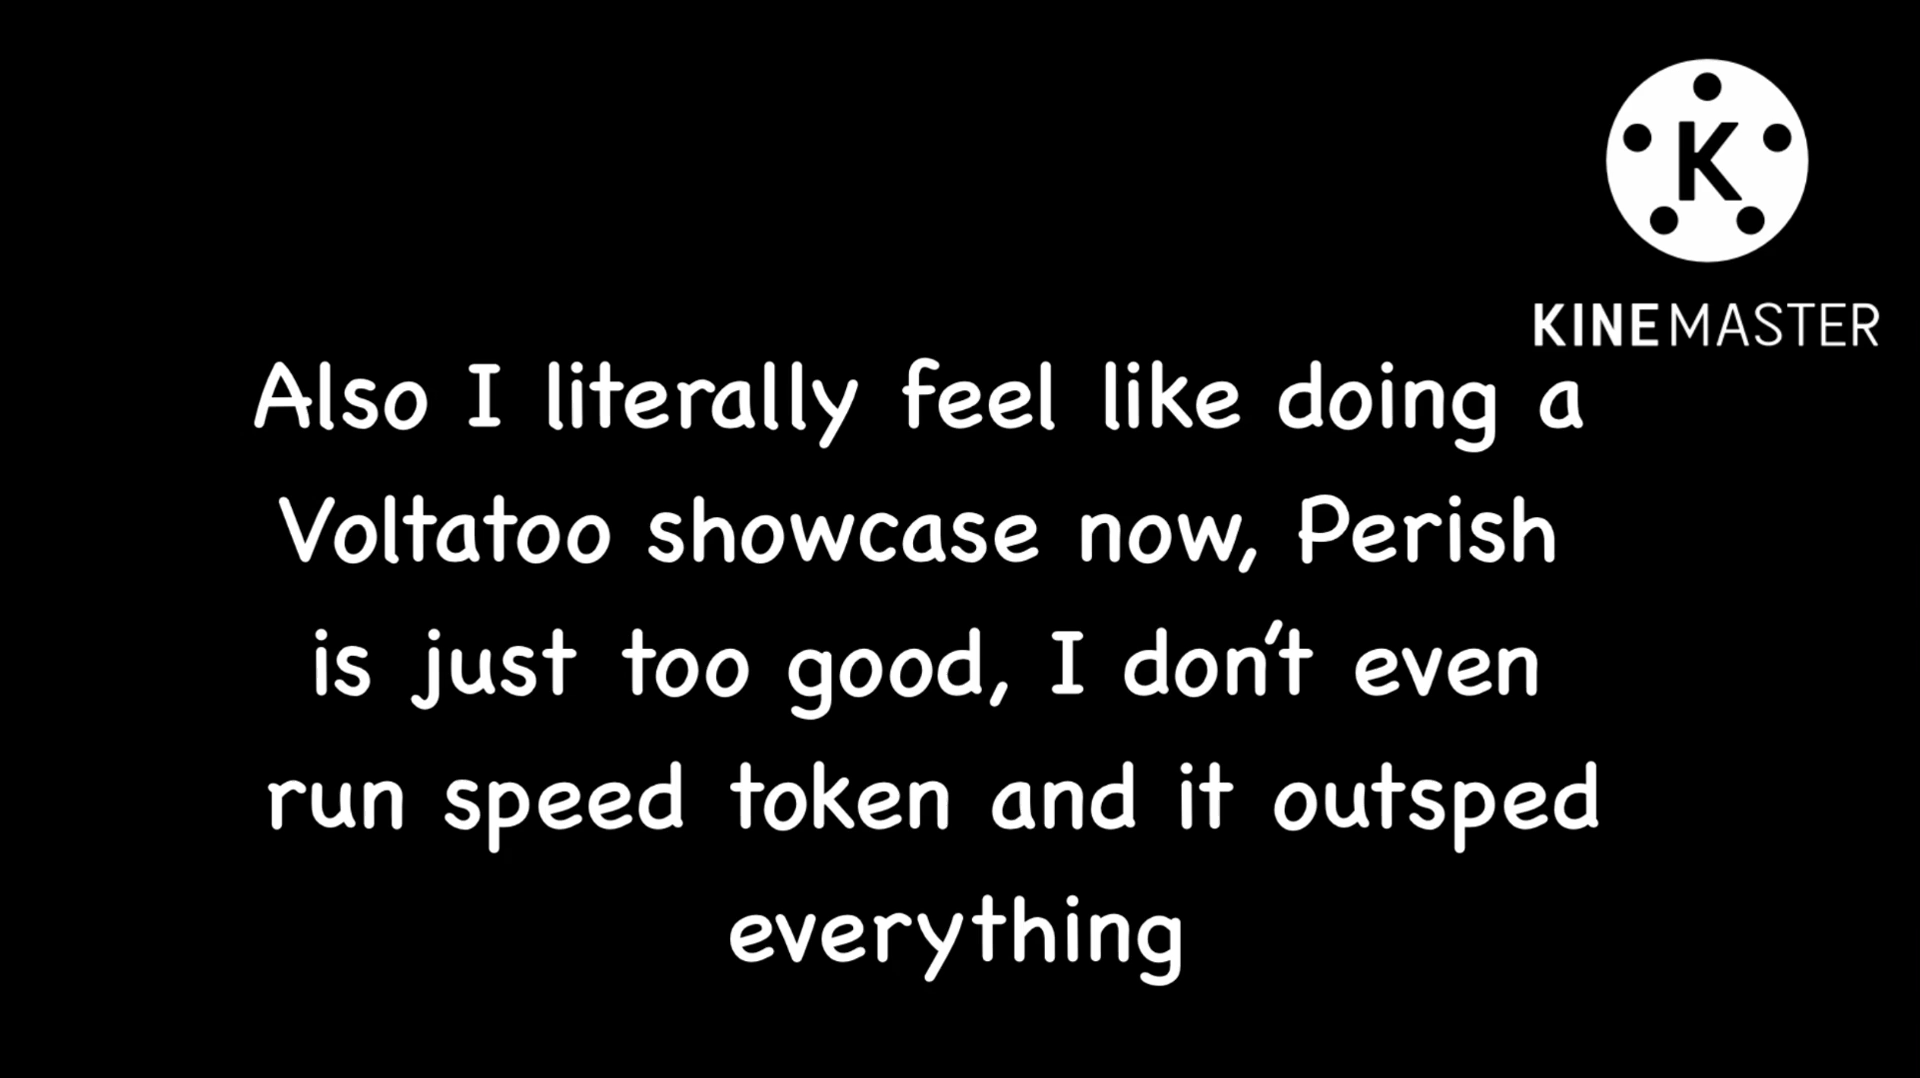 K
KINEMASTER
Also I literally feel like doing a
Voltatoo showcase now, Perish
is just too good, I don't even
run speed token and it outsped
everything